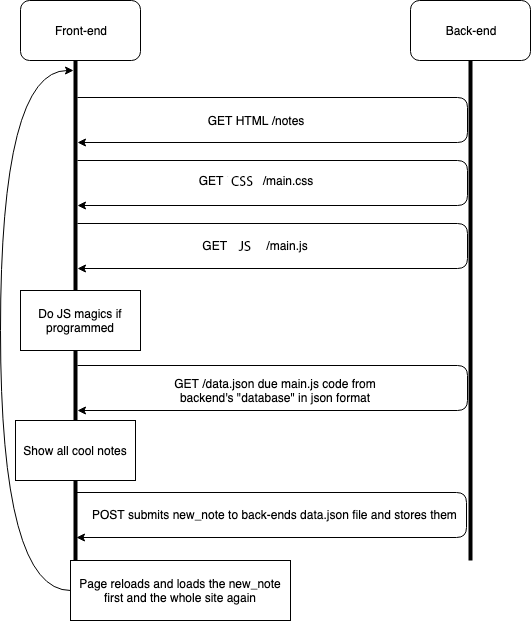 Front-end
Back-end
GET HTML /notes
GET CSS /main.css
GET JS /main.js
Do JS magics if
programmed
GET /data.json due main.js code from
backend's "database" in json format
Show all cool notes
POST submits new_note to back-ends data.json file and stores them
Page reloads and loads the new_note
first and the whole site again